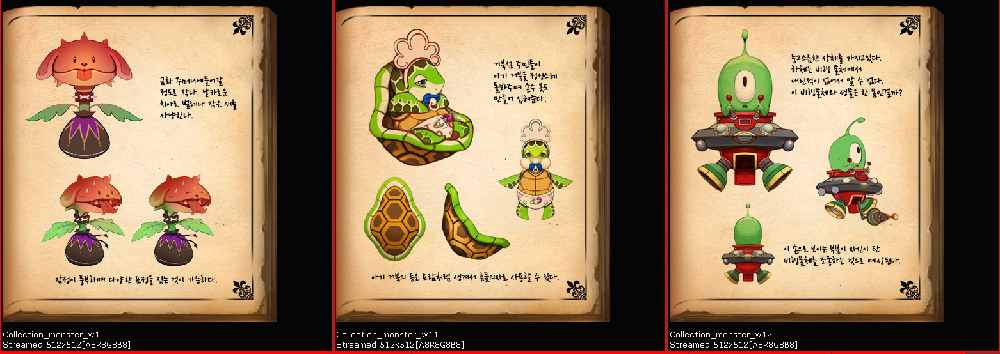 금화 주머니에들어갈
정도로 작다. 날카로운
치아로 벌레나 작은 새를
사냥한다.
감정이 풍부하며 다양한 표정을 짓는 것이 가능하다.
Collection_monster_w10
Streamed 512x512[A8R8G8B8]
거북섬 주민들이
아기 거북을 정성스레
돌봐주며 손수 옷도
만들어 입혀준다.
아기 거북의 등은 요람처럼 생겨서 흔들의자로 사용할 수 있다.
Collection_monster_w11
Streamed 512x512[A8R8G8B8]
둥그스름한 상체를 가지고있다.
하체는 비행 물체에서
내린적이 없어서 알 수 없다.
이 비행물체와 생물은 한 몸인걸까?
이 손으로 보이는 부분이 자신이 탄
비행물체를 조종하는 것으로 예상된다.
Collection_monster_w12
Streamed 512x512[A8R8G8B8]